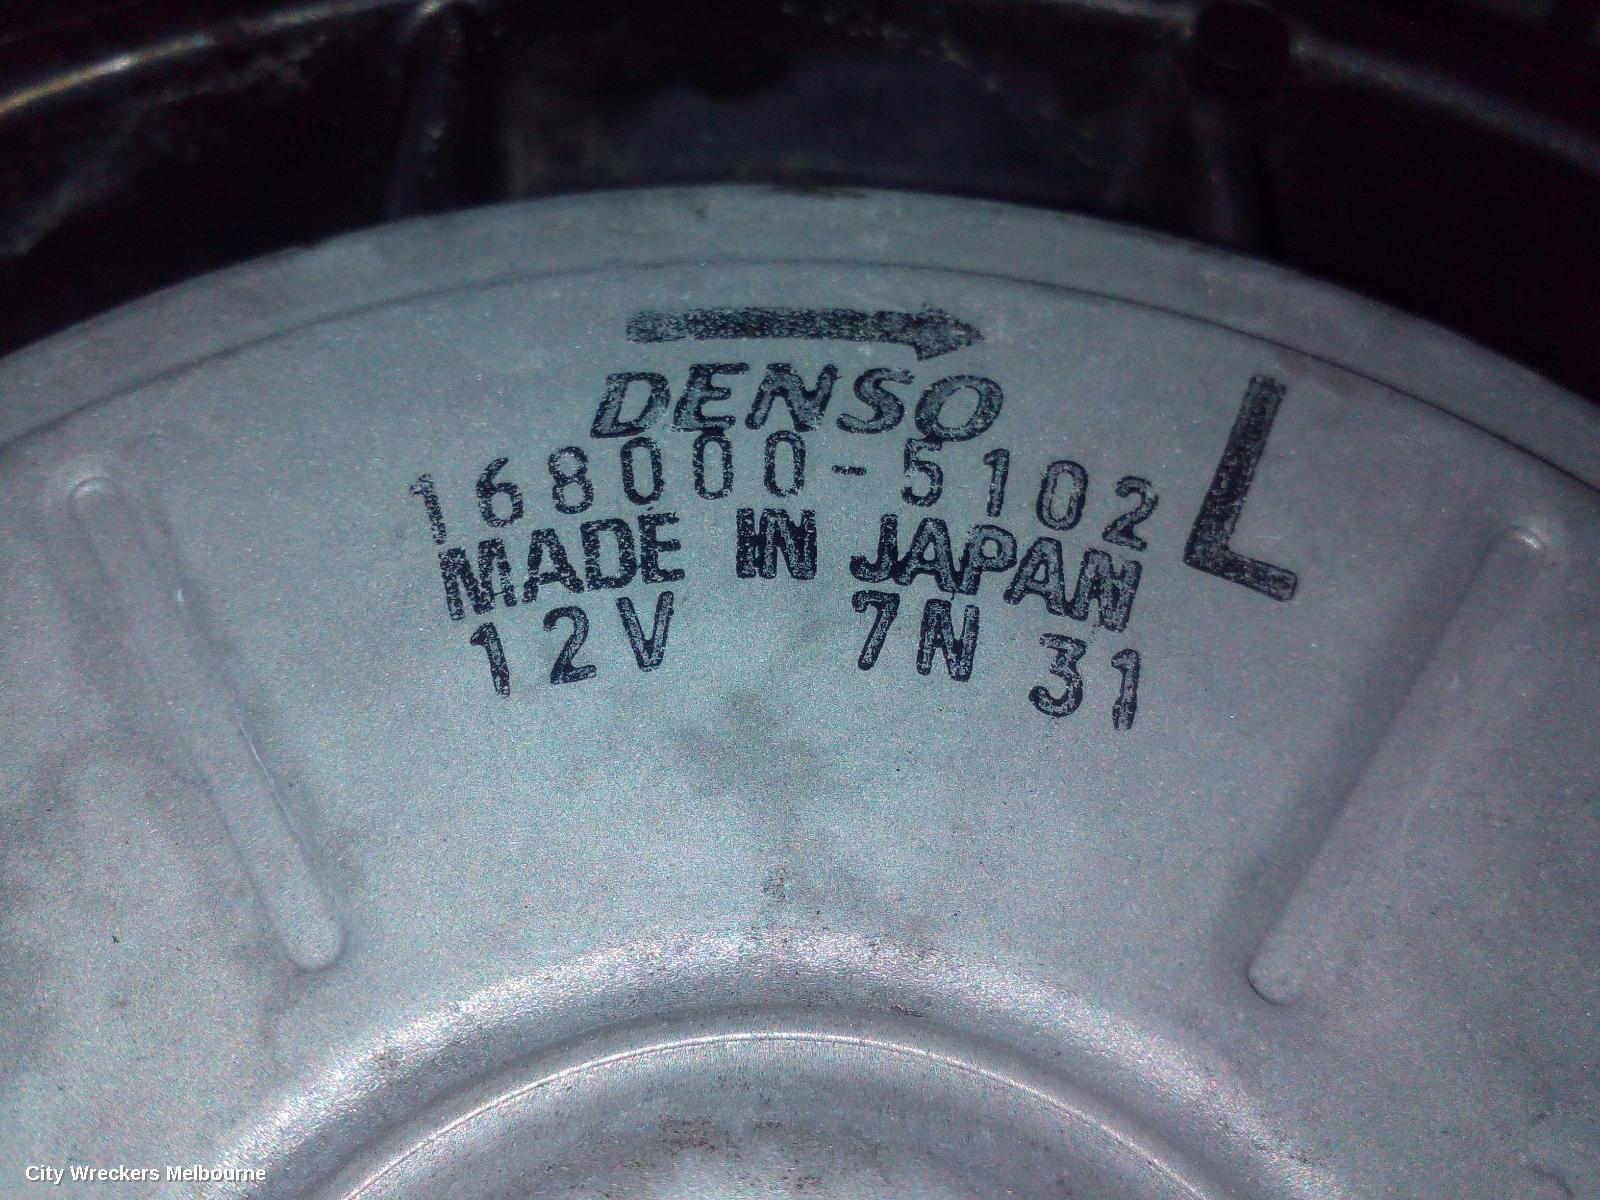 DENSO
168000-5102
L
MADE IN JAPAN
12V 7N 31
City Wreckers Melbourne